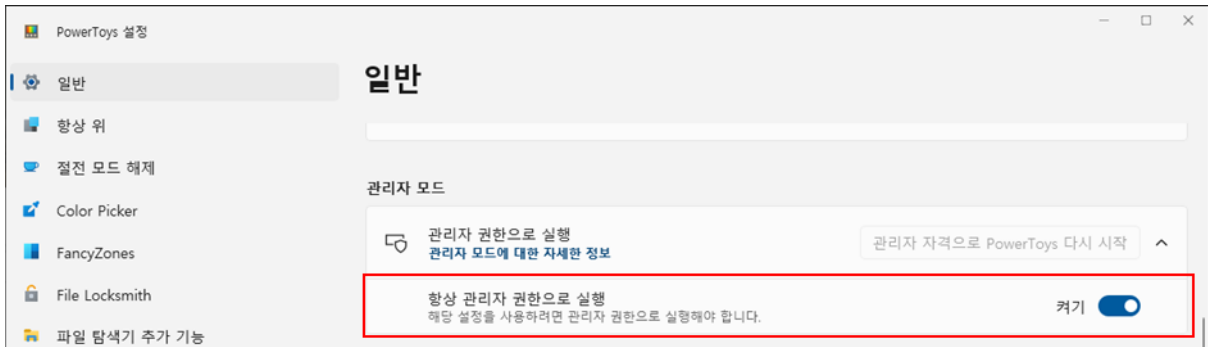 PowerToys 설정
일반
항상 위
절전 모드 해제
Color Picker
FancyZones
File Locksmith
파일 탐색기 추가 기능
일반
관리자 모드
관리자 권한으로 실행
관리자 모드에 대한 자세한 정보
관리자 자격으로 PowerToys 다시 시작
항상 관리자 권한으로 실행
해당 설정을 사용하려면 관리자 권한으로 실행해야 합니다.
켜기